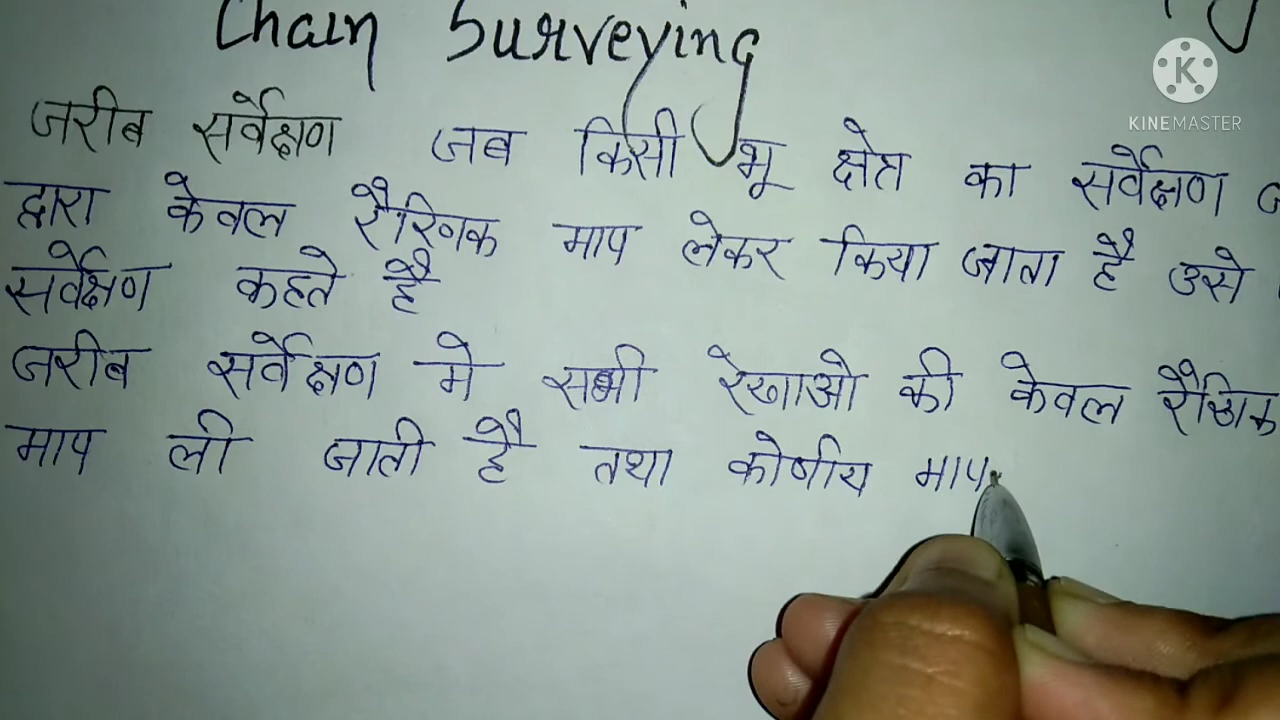 Chain Surveying
K
KINEMASTER
जरीब सर्वेक्षण जब किसी भू क्षेत्र का सर्वेक्षण
द्वारा केवल रैखिक माप लेकर किया जाता है उसे
सर्वेक्षण कहते है
जरीब सर्वेक्षण मे सभी रेखाओ की केवल रैखिक
माप ली जाती है तथा कोणीय माप